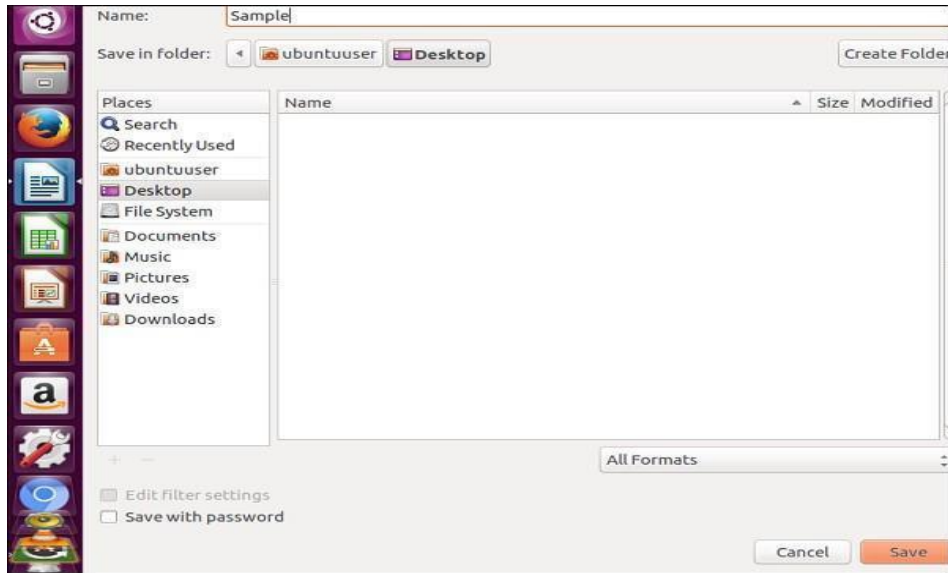 Name: Sample
Save in folder: ubuntuuser Desktop Create Folder
Places
Search
Recently Used
ubuntuuser
Desktop
File System
Documents
Music
Pictures
Videos
Downloads
Name Size Modified
All Formats
Edit filter settings
Save with password
Cancel Save
a